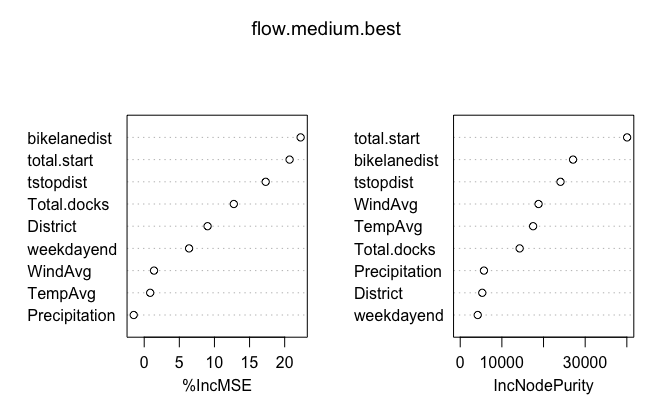 flow.medium.best
bikelanedist
total.start
tstopdist
Total.docks
District
weekdayend
WindAvg
TempAvg
Precipitation
0 5 10 15 20
%IncMSE
total.start
bikelanedist
tstopdist
WindAvg
TempAvg
Total.docks
Precipitation
District
weekdayend
0 10000 30000
IncNodePurity